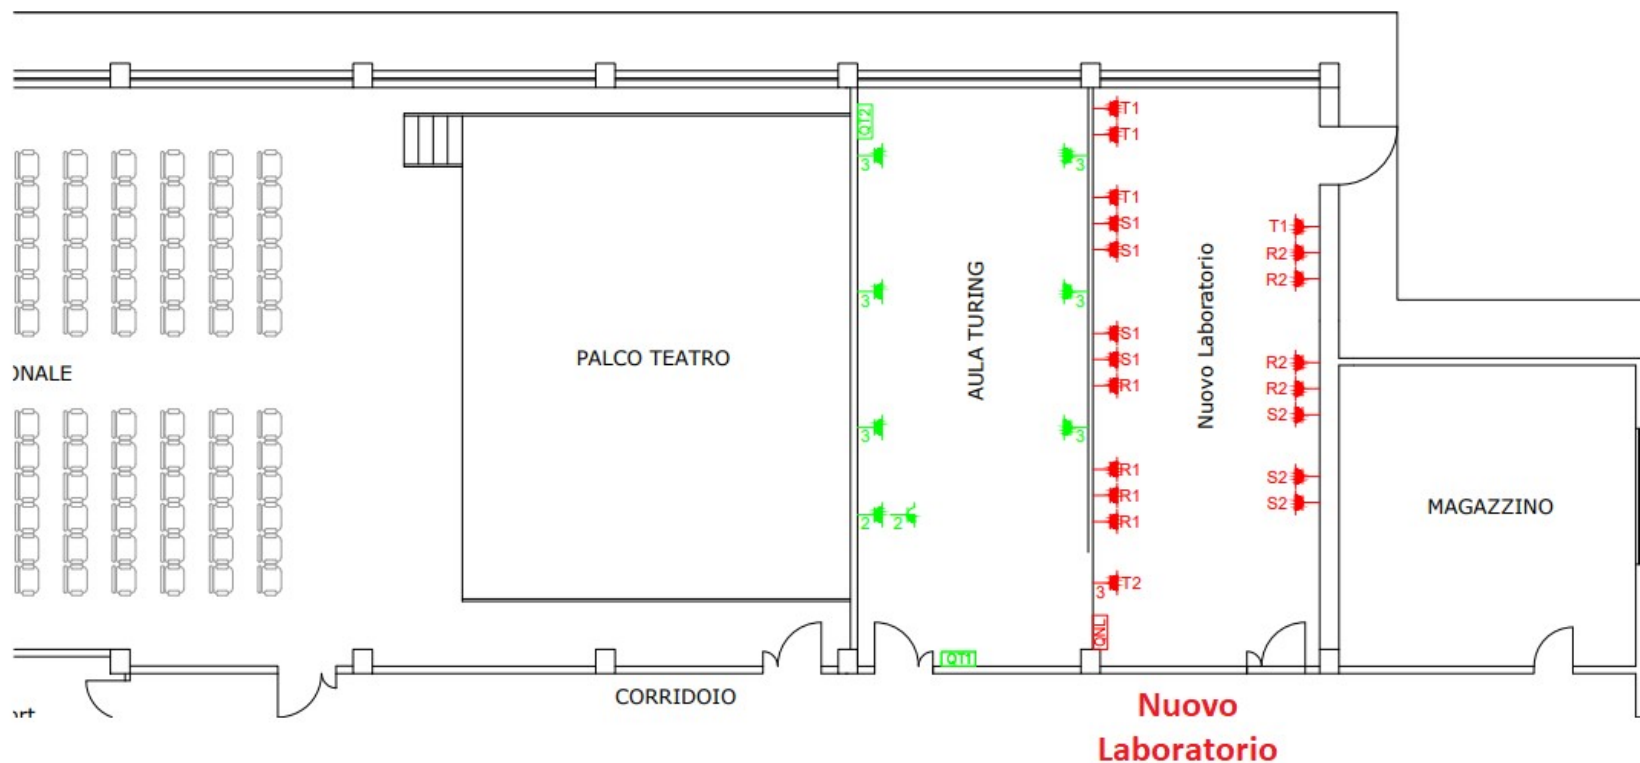 QT2
T1
T1
3
3
T1
S1
T1
R2
S1
R2
3
3
AULA TURING
Nuovo Laboratorio
S1
PALCO TEATRO
S1
R2
ONALE
R1
R2
S2
3
3
R1
S2
R1
S2
MAGAZZINO
2
2
R1
3
T2
QNL
QT1
CORRIDOIO
Nuovo
Laboratorio